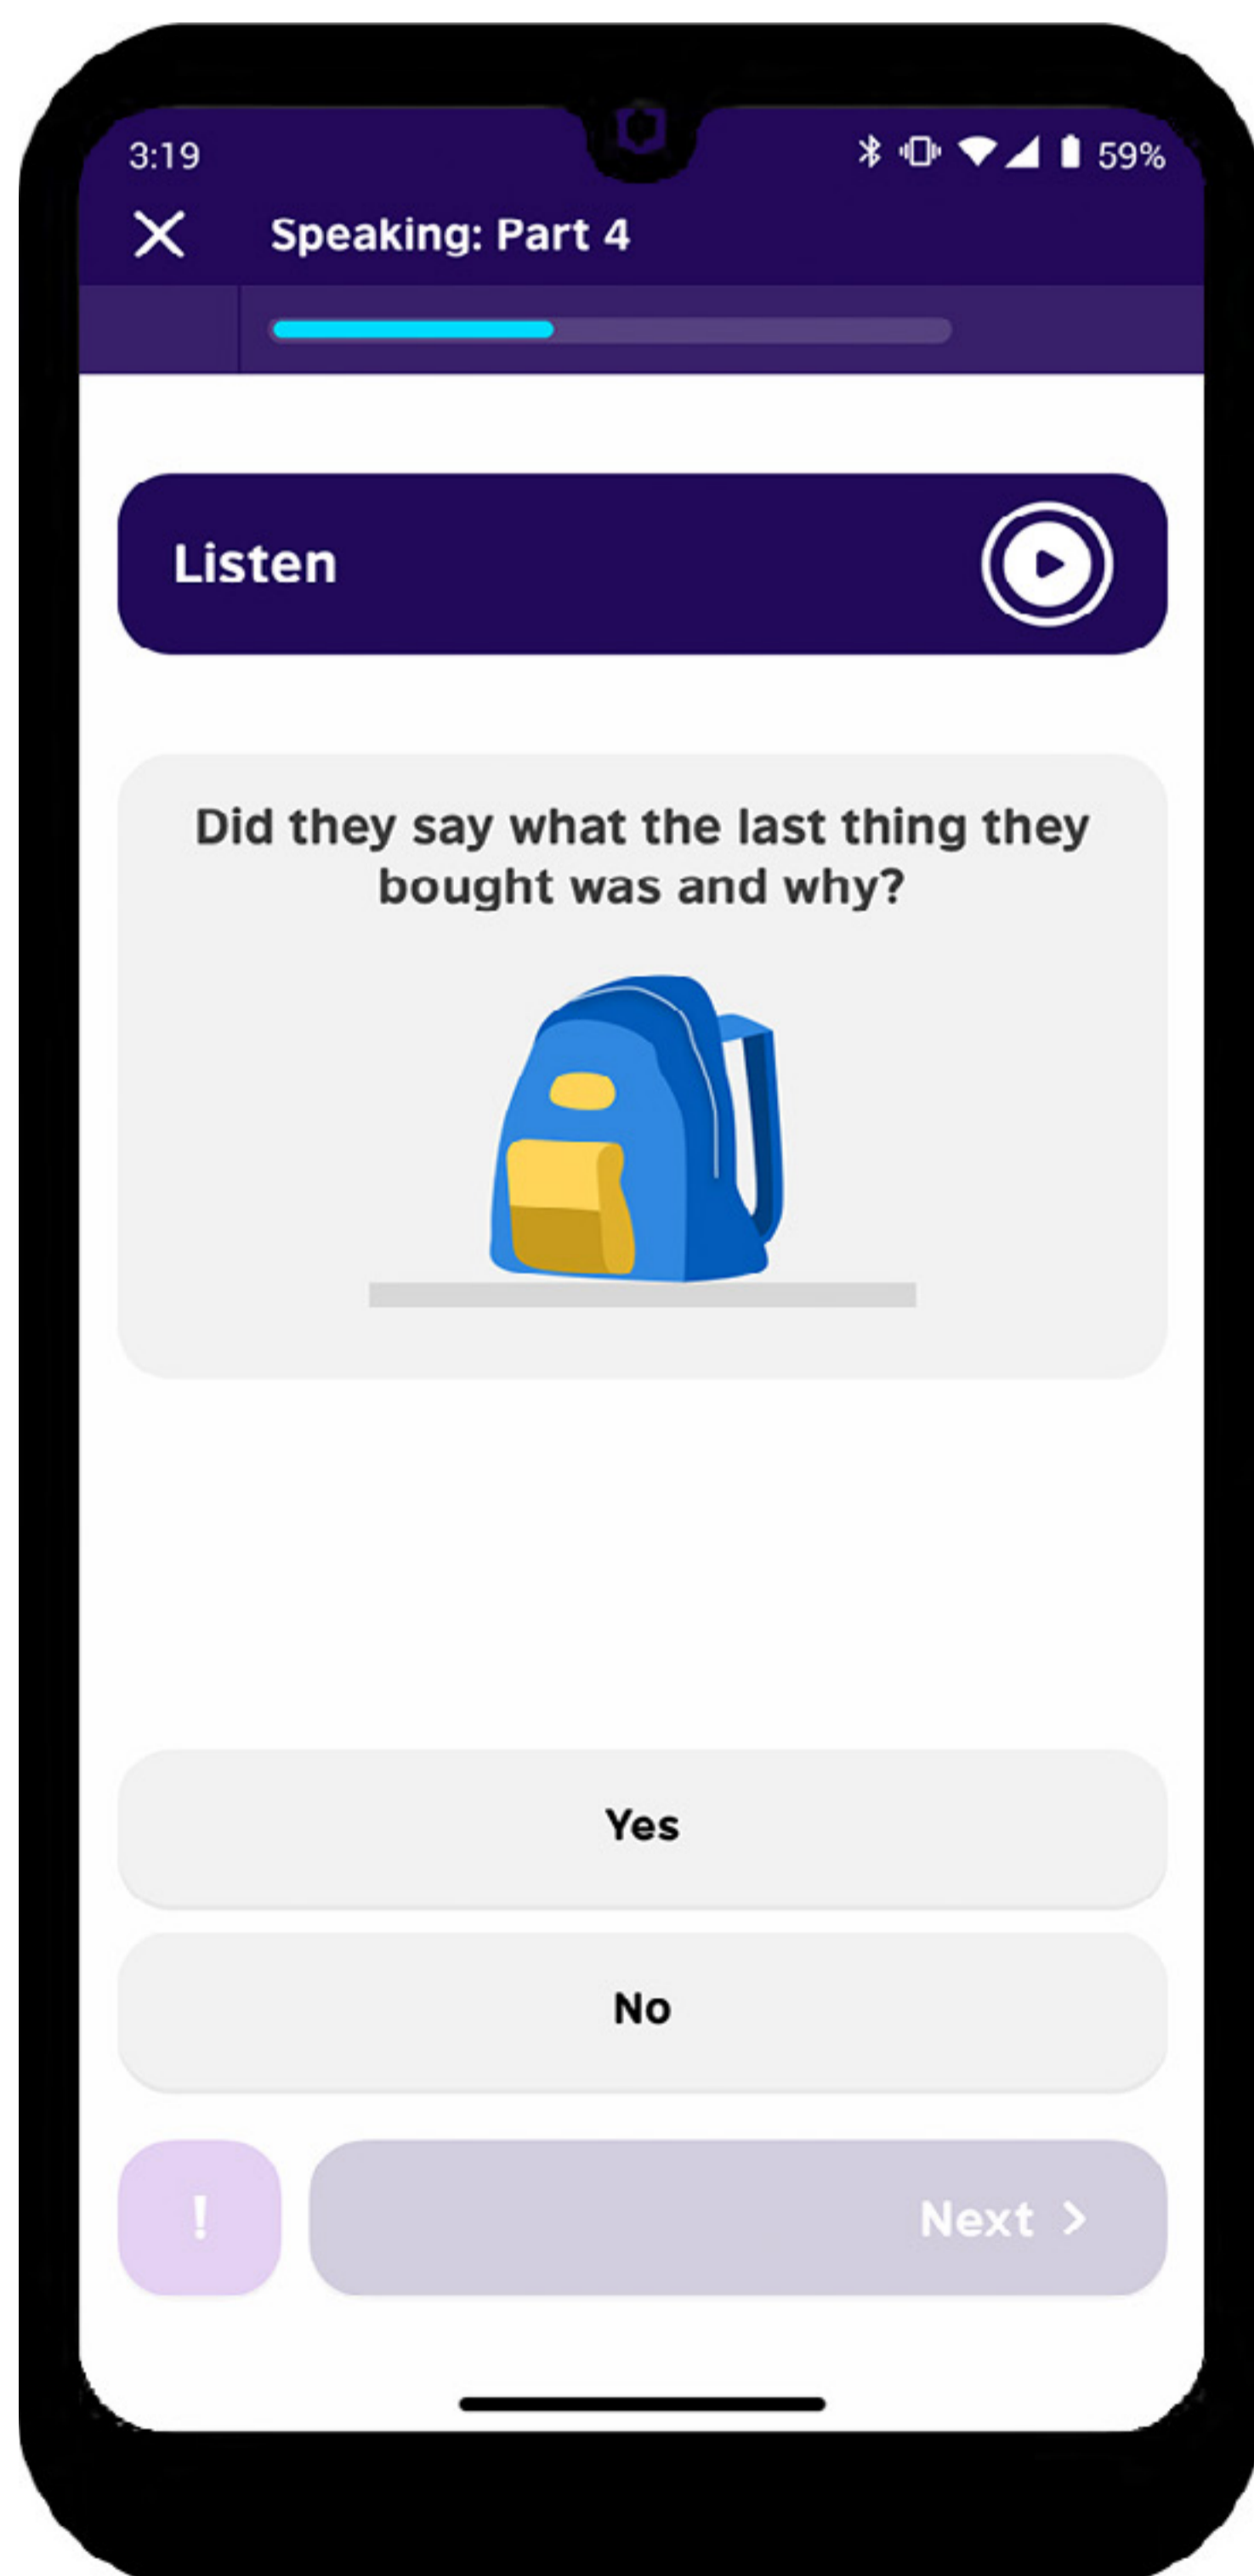 3:19
59%
Speaking: Part 4
Listen
Did they say what the last thing they
bought was and why?
Yes
No
!
Next >